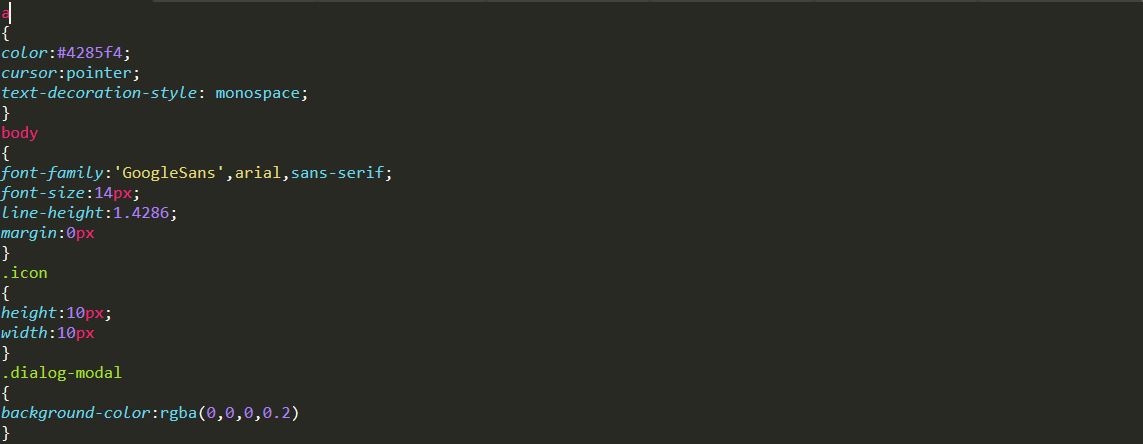 a
{
color:#4285f4;
cursor:pointer;
text-decoration-style: monospace;
}
body
{
font-family:'GoogleSans',arial,sans-serif;
font-size:14px;
line-height:1.4286;
margin:0px
}
.icon
{
height:10px;
width:10px
}
.dialog-modal
{
background-color:rgba(0,0,0,0.2)
}